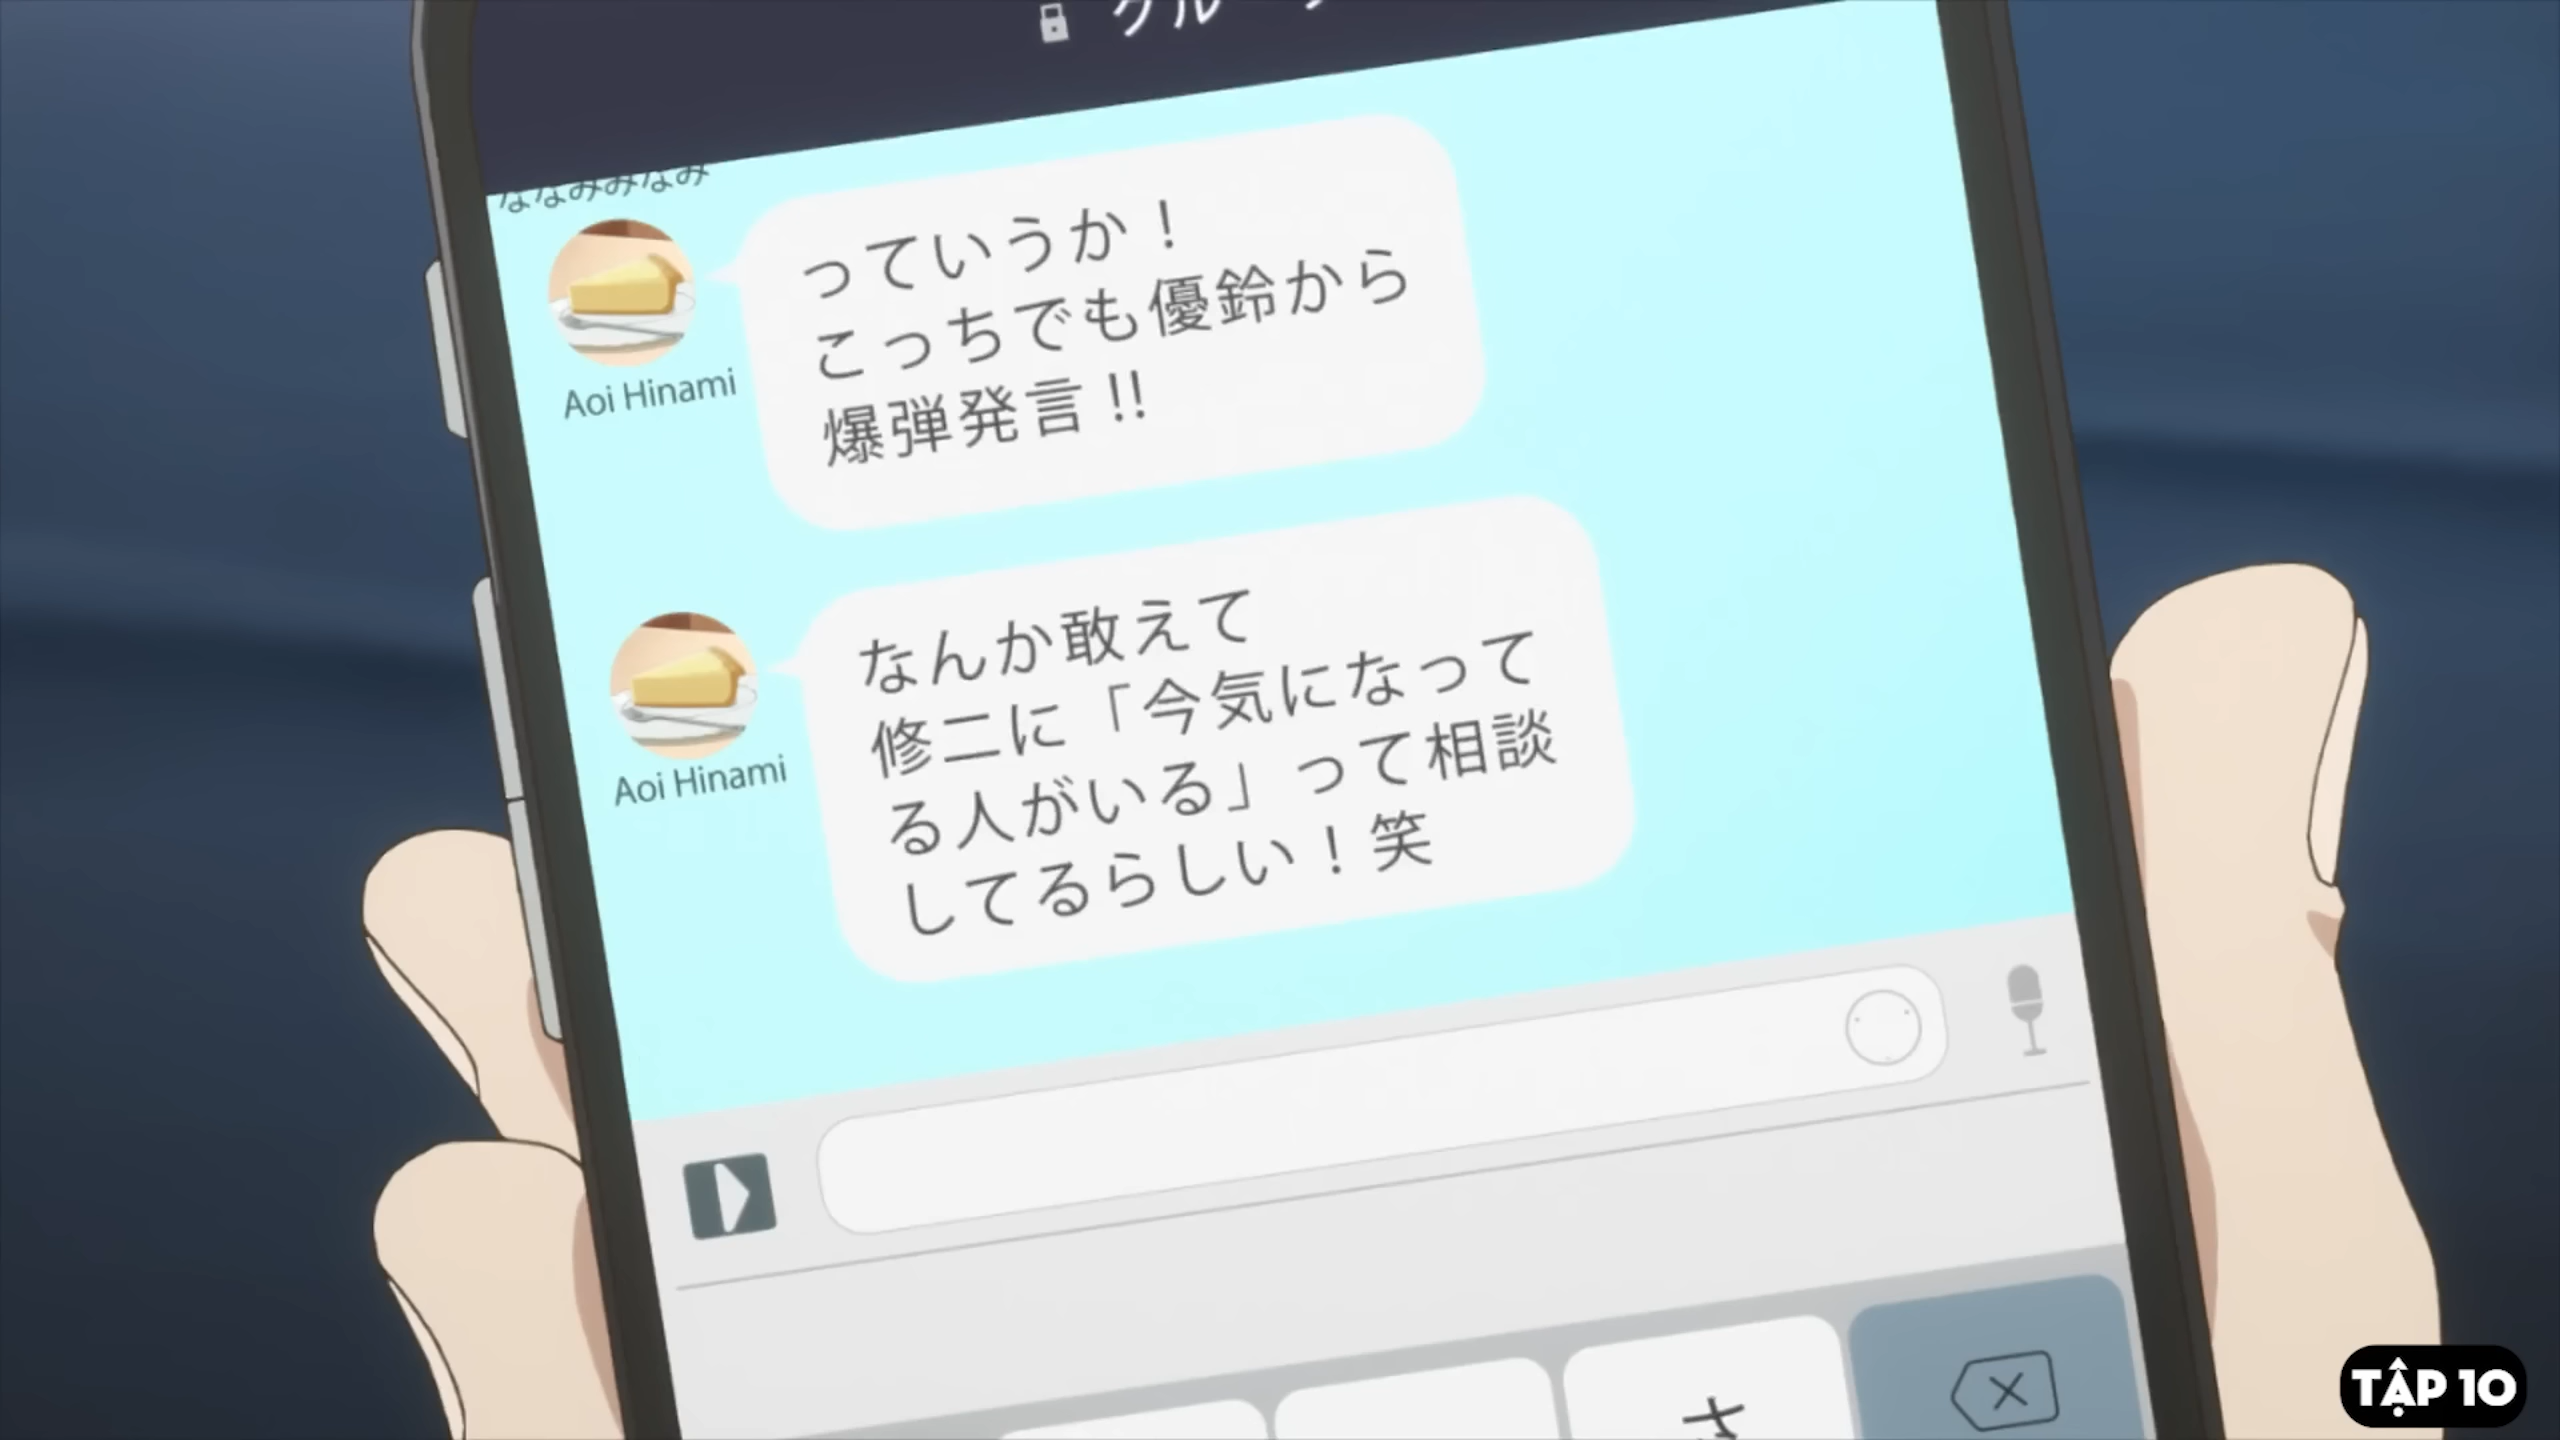 ななみみなみ
っていうか！
こっちでも優鈴から
爆弾発言!!
Aoi Hinami
なんか敢えて
修二に「今気になって
る人がいる」って相談
してるらしい！笑
Aoi Hinami
さ
TẬP 10